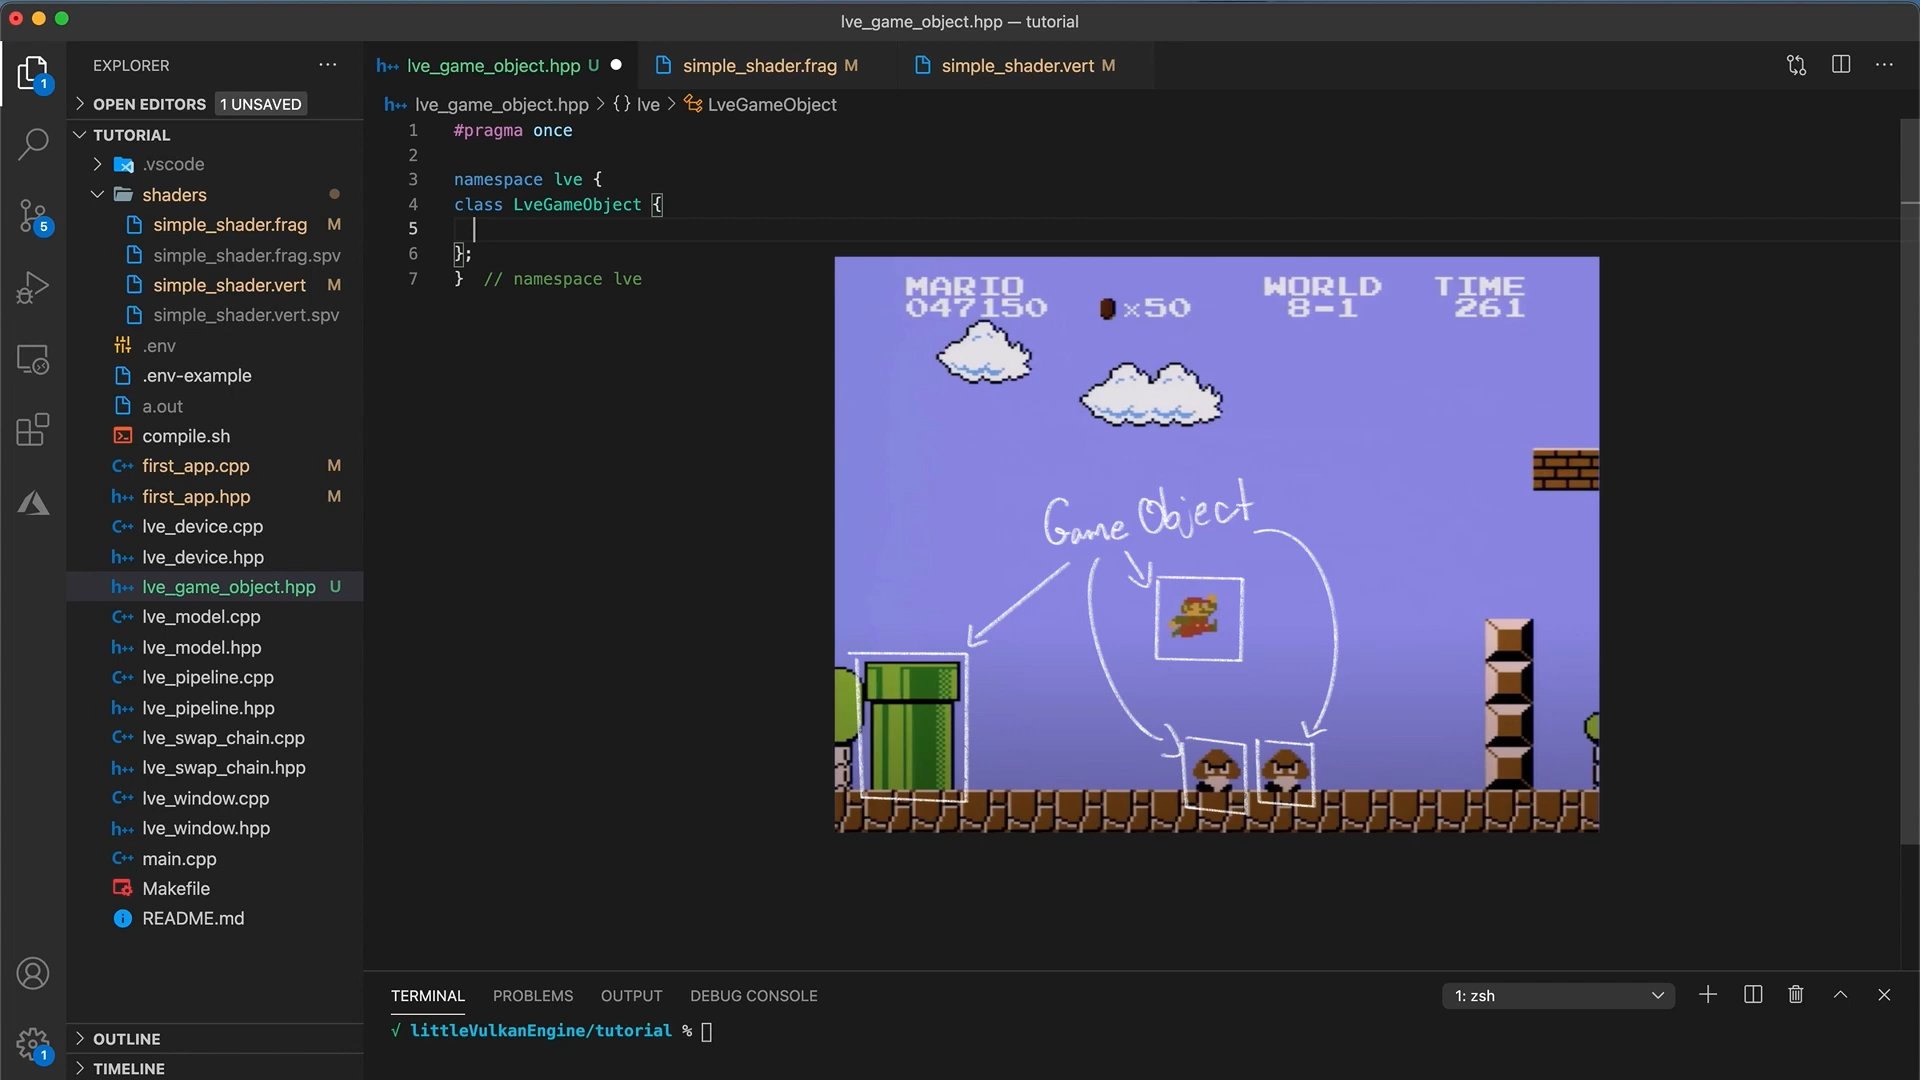 lve_game_object.hpp — tutorial
EXPLORER
OPEN EDITORS 1 UNSAVED
TUTORIAL
.vscode
shaders
simple_shader.frag M
simple_shader.frag.spv
simple_shader.vert M
simple_shader.vert.spv
.env
.env-example
a.out
compile.sh
first_app.cpp M
first_app.hpp M
lve_device.cpp
lve_device.hpp
lve_game_object.hpp U
lve_model.cpp
lve_model.hpp
lve_pipeline.cpp
lve_pipeline.hpp
lve_swap_chain.cpp
lve_swap_chain.hpp
lve_window.cpp
lve_window.hpp
main.cpp
Makefile
README.md
OUTLINE
TIMELINE
1
5
1
lve_game_object.hpp U
simple_shader.frag M
simple_shader.vert M
lve_game_object.hpp > {} lve > LveGameObject
1 #pragma once
2
3 namespace lve {
4 class LveGameObject {
5
6 };
7 } // namespace lve
MARIO WORLD TIME
047150 ×50 8-1 261
Game Object
TERMINAL PROBLEMS OUTPUT DEBUG CONSOLE 1: zsh
√ littleVulkanEngine/tutorial %